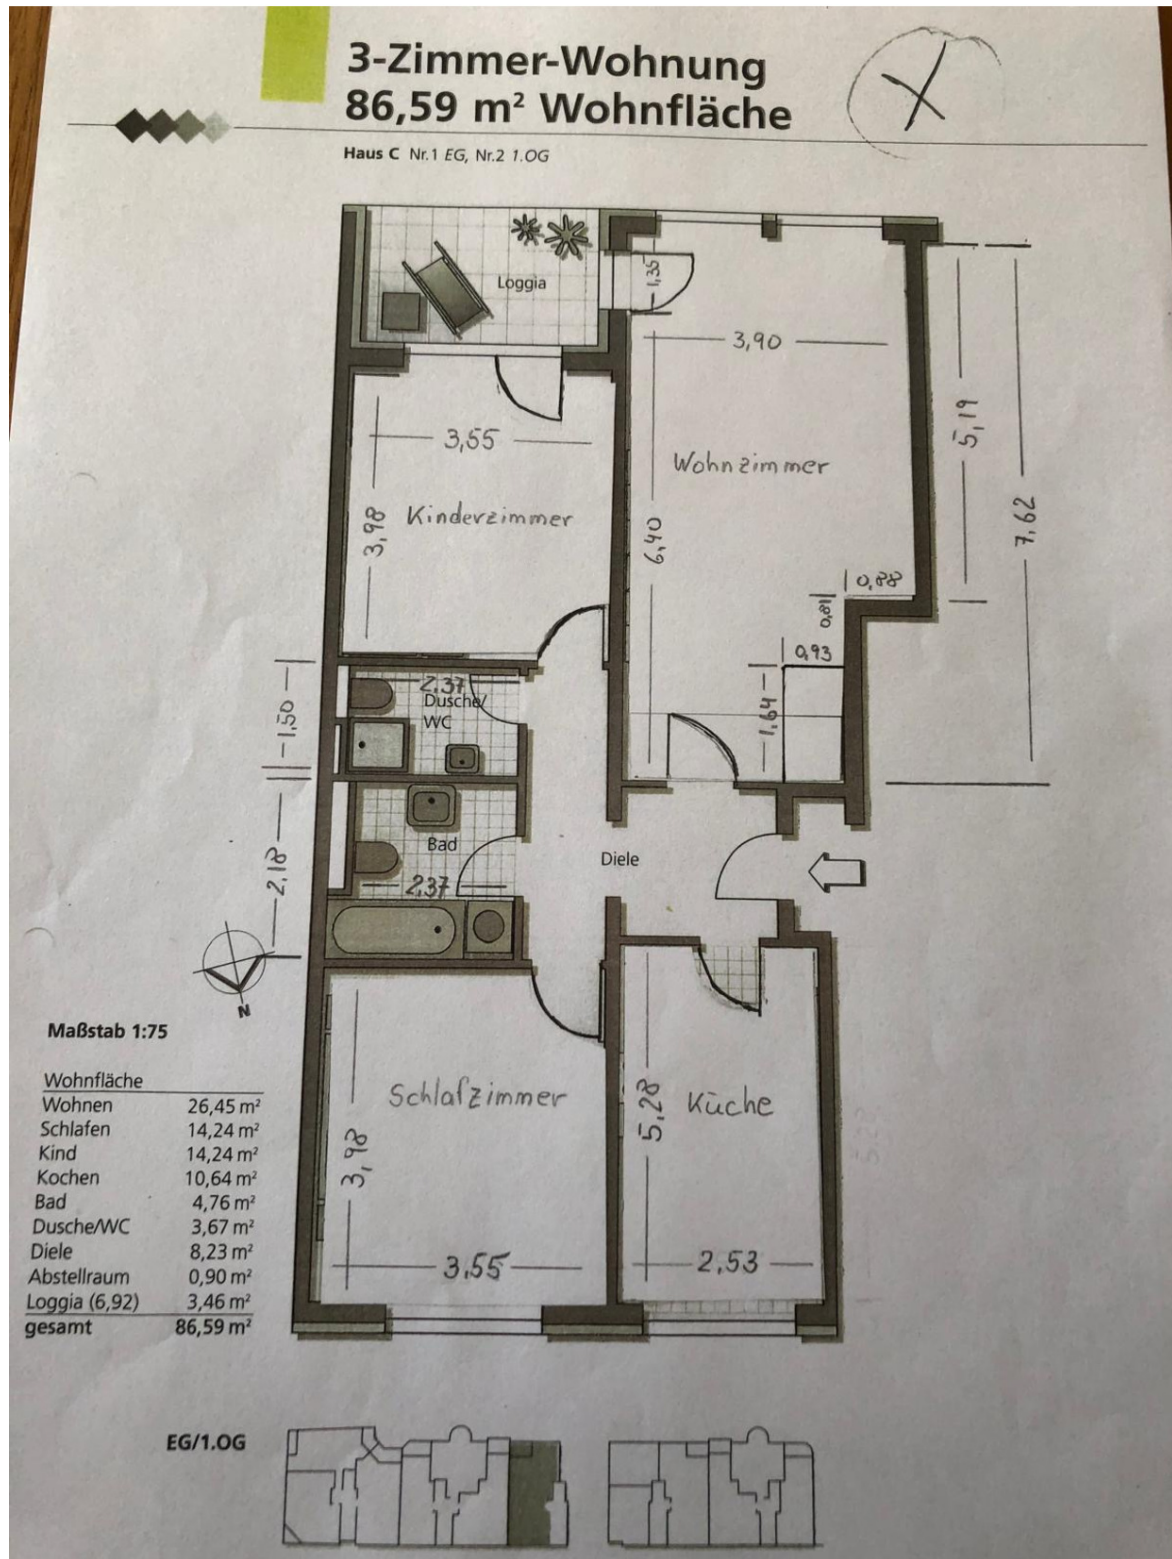 3-Zimmer-Wohnung
86,59 m² Wohnfläche
Haus C Nr.1 EG, Nr.2 1.OG
Loggia
1,35
3,90
5,19
7,62
3,55
Wohnzimmer
3,98
Kinderzimmer
6,40
0,88
0,81
0,93
1,64
2,37
Dusche/
WC
1,50
Bad
2,37
2,18
Diele
N
Maßstab 1:75
Schlafzimmer
Küche
5,28
3,98
3,55
2,53
Wohnfläche
Wohnen 26,45 m²
Schlafen 14,24 m²
Kind 14,24 m²
Kochen 10,64 m²
Bad 4,76 m²
Dusche/WC 3,67 m²
Diele 8,23 m²
Abstellraum 0,90 m²
Loggia (6,92) 3,46 m²
gesamt 86,59 m²
EG/1.OG